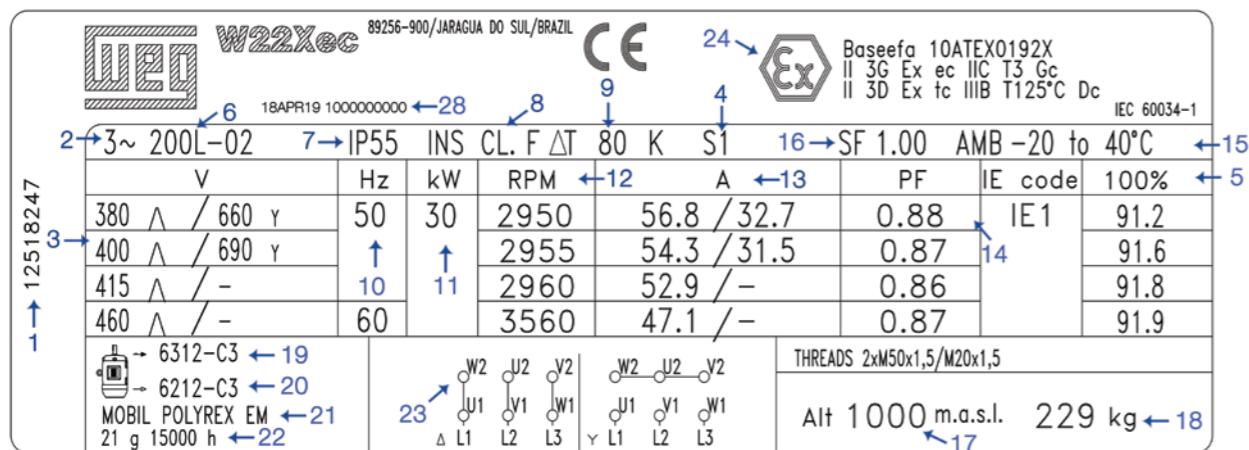 WEG W22Xec 89256-900/JARAGUA DO SUL/BRAZIL CE 24 Ex Baseefa 10ATEX0192X
II 3G Ex ec IIC T3 Gc
II 3D Ex tc IIIB T125°C Dc
6 18APR19 1000000000 28 8 9 4 IEC 60034-1
2 3~ 200L-02 7 IP55 INS CL. F ΔT 80 K S1 16 SF 1.00 AMB -20 to 40°C 15
V Hz kW RPM 12 A 13 PF IE code 100% 5
380 Λ / 660 Y 50 30 2950 56.8 / 32.7 0.88 IE1 91.2
3 400 Λ / 690 Y 2955 54.3 / 31.5 0.87 14 91.6
415 Λ / - 10 11 2960 52.9 / - 0.86 91.8
460 Λ / - 60 3560 47.1 / - 0.87 91.9
1 12518247
6312-C3 19
6212-C3 20
MOBIL POLYREX EM 21
21 g 15000 h 22
23 W2 U2 V2 W2 U2 V2
U1 V1 W1 U1 V1 W1
Δ L1 L2 L3 Y L1 L2 L3
THREADS 2xM50x1,5/M20x1,5
Alt 1000 m.a.s.l. 229 kg 18
17